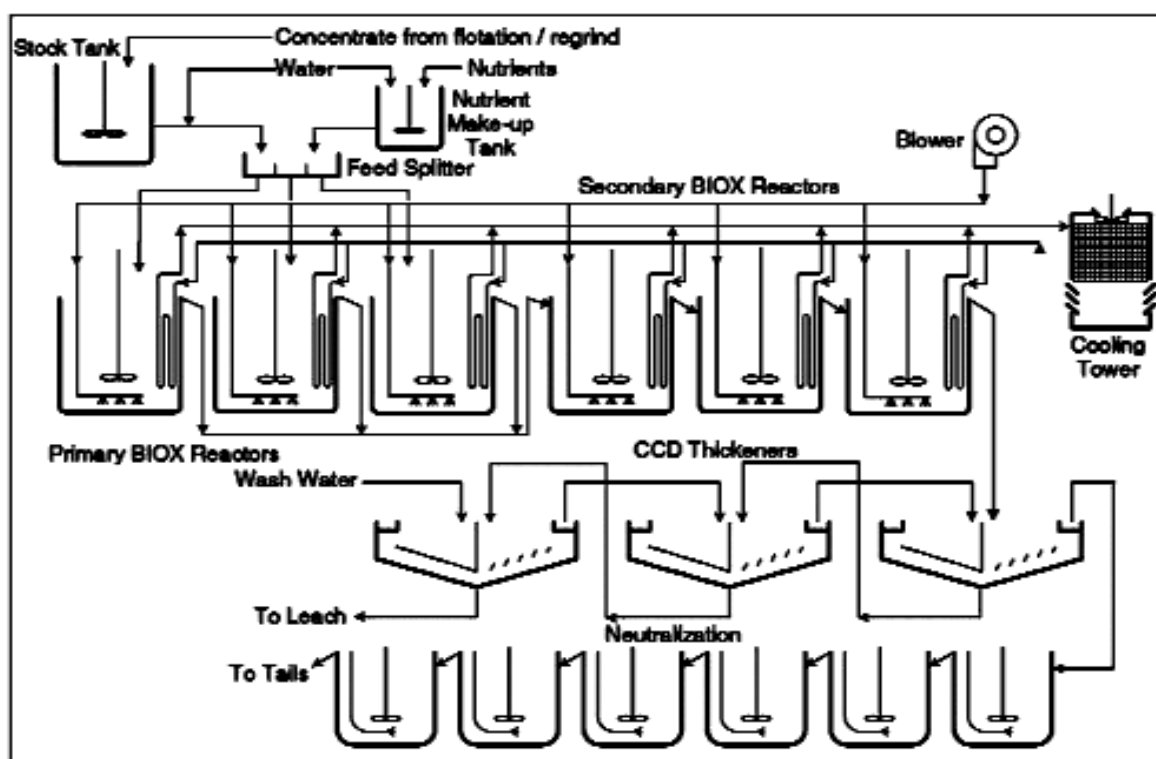 Concentrate from flotation / regrind
Stock Tank
Water
Nutrients
Nutrient
Make-up
Tank
Feed Splitter
Blower
Secondary BIOX Reactors
Cooling
Tower
Primary BIOX Reactors
CCD Thickeners
Wash Water
To Leach
Neutralization
To Tails